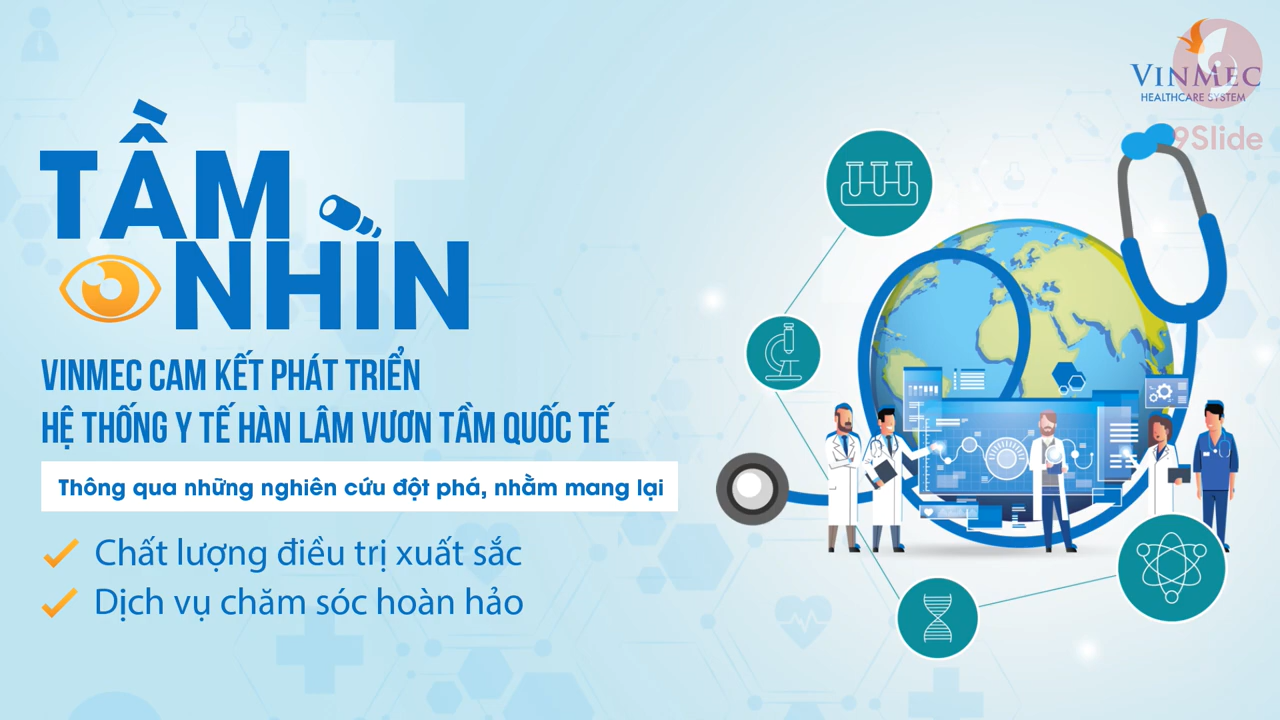 VINMEC
HEALTHCARE SYSTEM
9Slide
TẦM
NHÌN
VINMEC CAM KẾT PHÁT TRIỂN
HỆ THỐNG Y TẾ HÀN LÂM VƯƠN TẦM QUỐC TẾ
Thông qua những nghiên cứu đột phá, nhằm mang lại
Chất lượng điều trị xuất sắc
Dịch vụ chăm sóc hoàn hảo